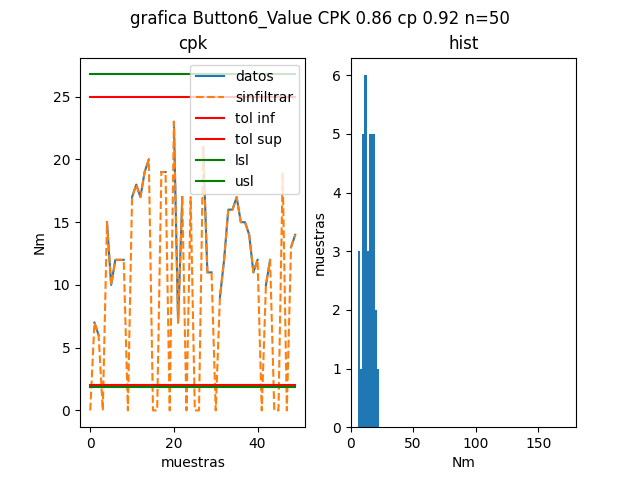 grafica Button6_Value CPK 0.86 cp 0.92 n=50
cpk
hist
datos
sinfiltrar
tol inf
tol sup
lsl
usl
25
20
15
10
5
0
Nm
0
20
40
muestras
6
5
4
3
2
1
0
muestras
0
50
100
150
Nm